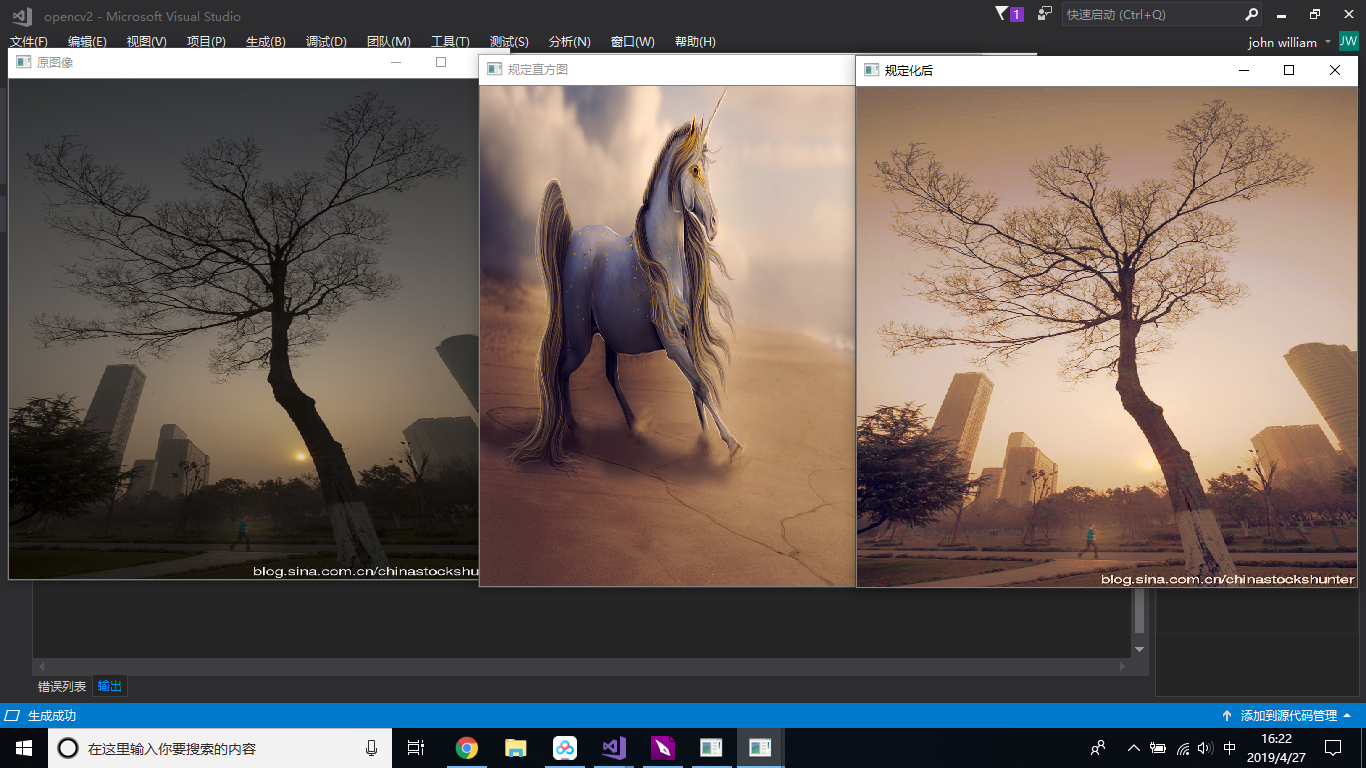 opencv2 - Microsoft Visual Studio
1
快速启动 (Ctrl+Q)
文件(F) 编辑(E) 视图(V) 项目(P) 生成(B) 调试(D) 团队(M) 工具(T) 测试(S) 分析(N) 窗口(W) 帮助(H)
john william JW
原图像
规定直方图
规定化后
blog.sina.com.cn/chinastockshu
blog.sina.com.cn/chinastockshunter
错误列表 输出
生成成功
添加到源代码管理
在这里输入你要搜索的内容
中
16:22
2019/4/27